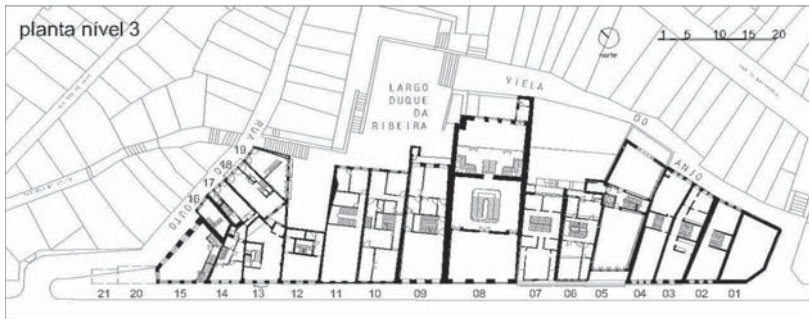 planta nível 3
norte
1 5 10 15 20
LARGO
DUQUE
DA
RIBEIRA
VIELA
DO
ANJO
RUA
DO
SOUTO
19
18
17
16
21 20 15 14 13 12 11 10 09 08 07 06 05 04 03 02 01